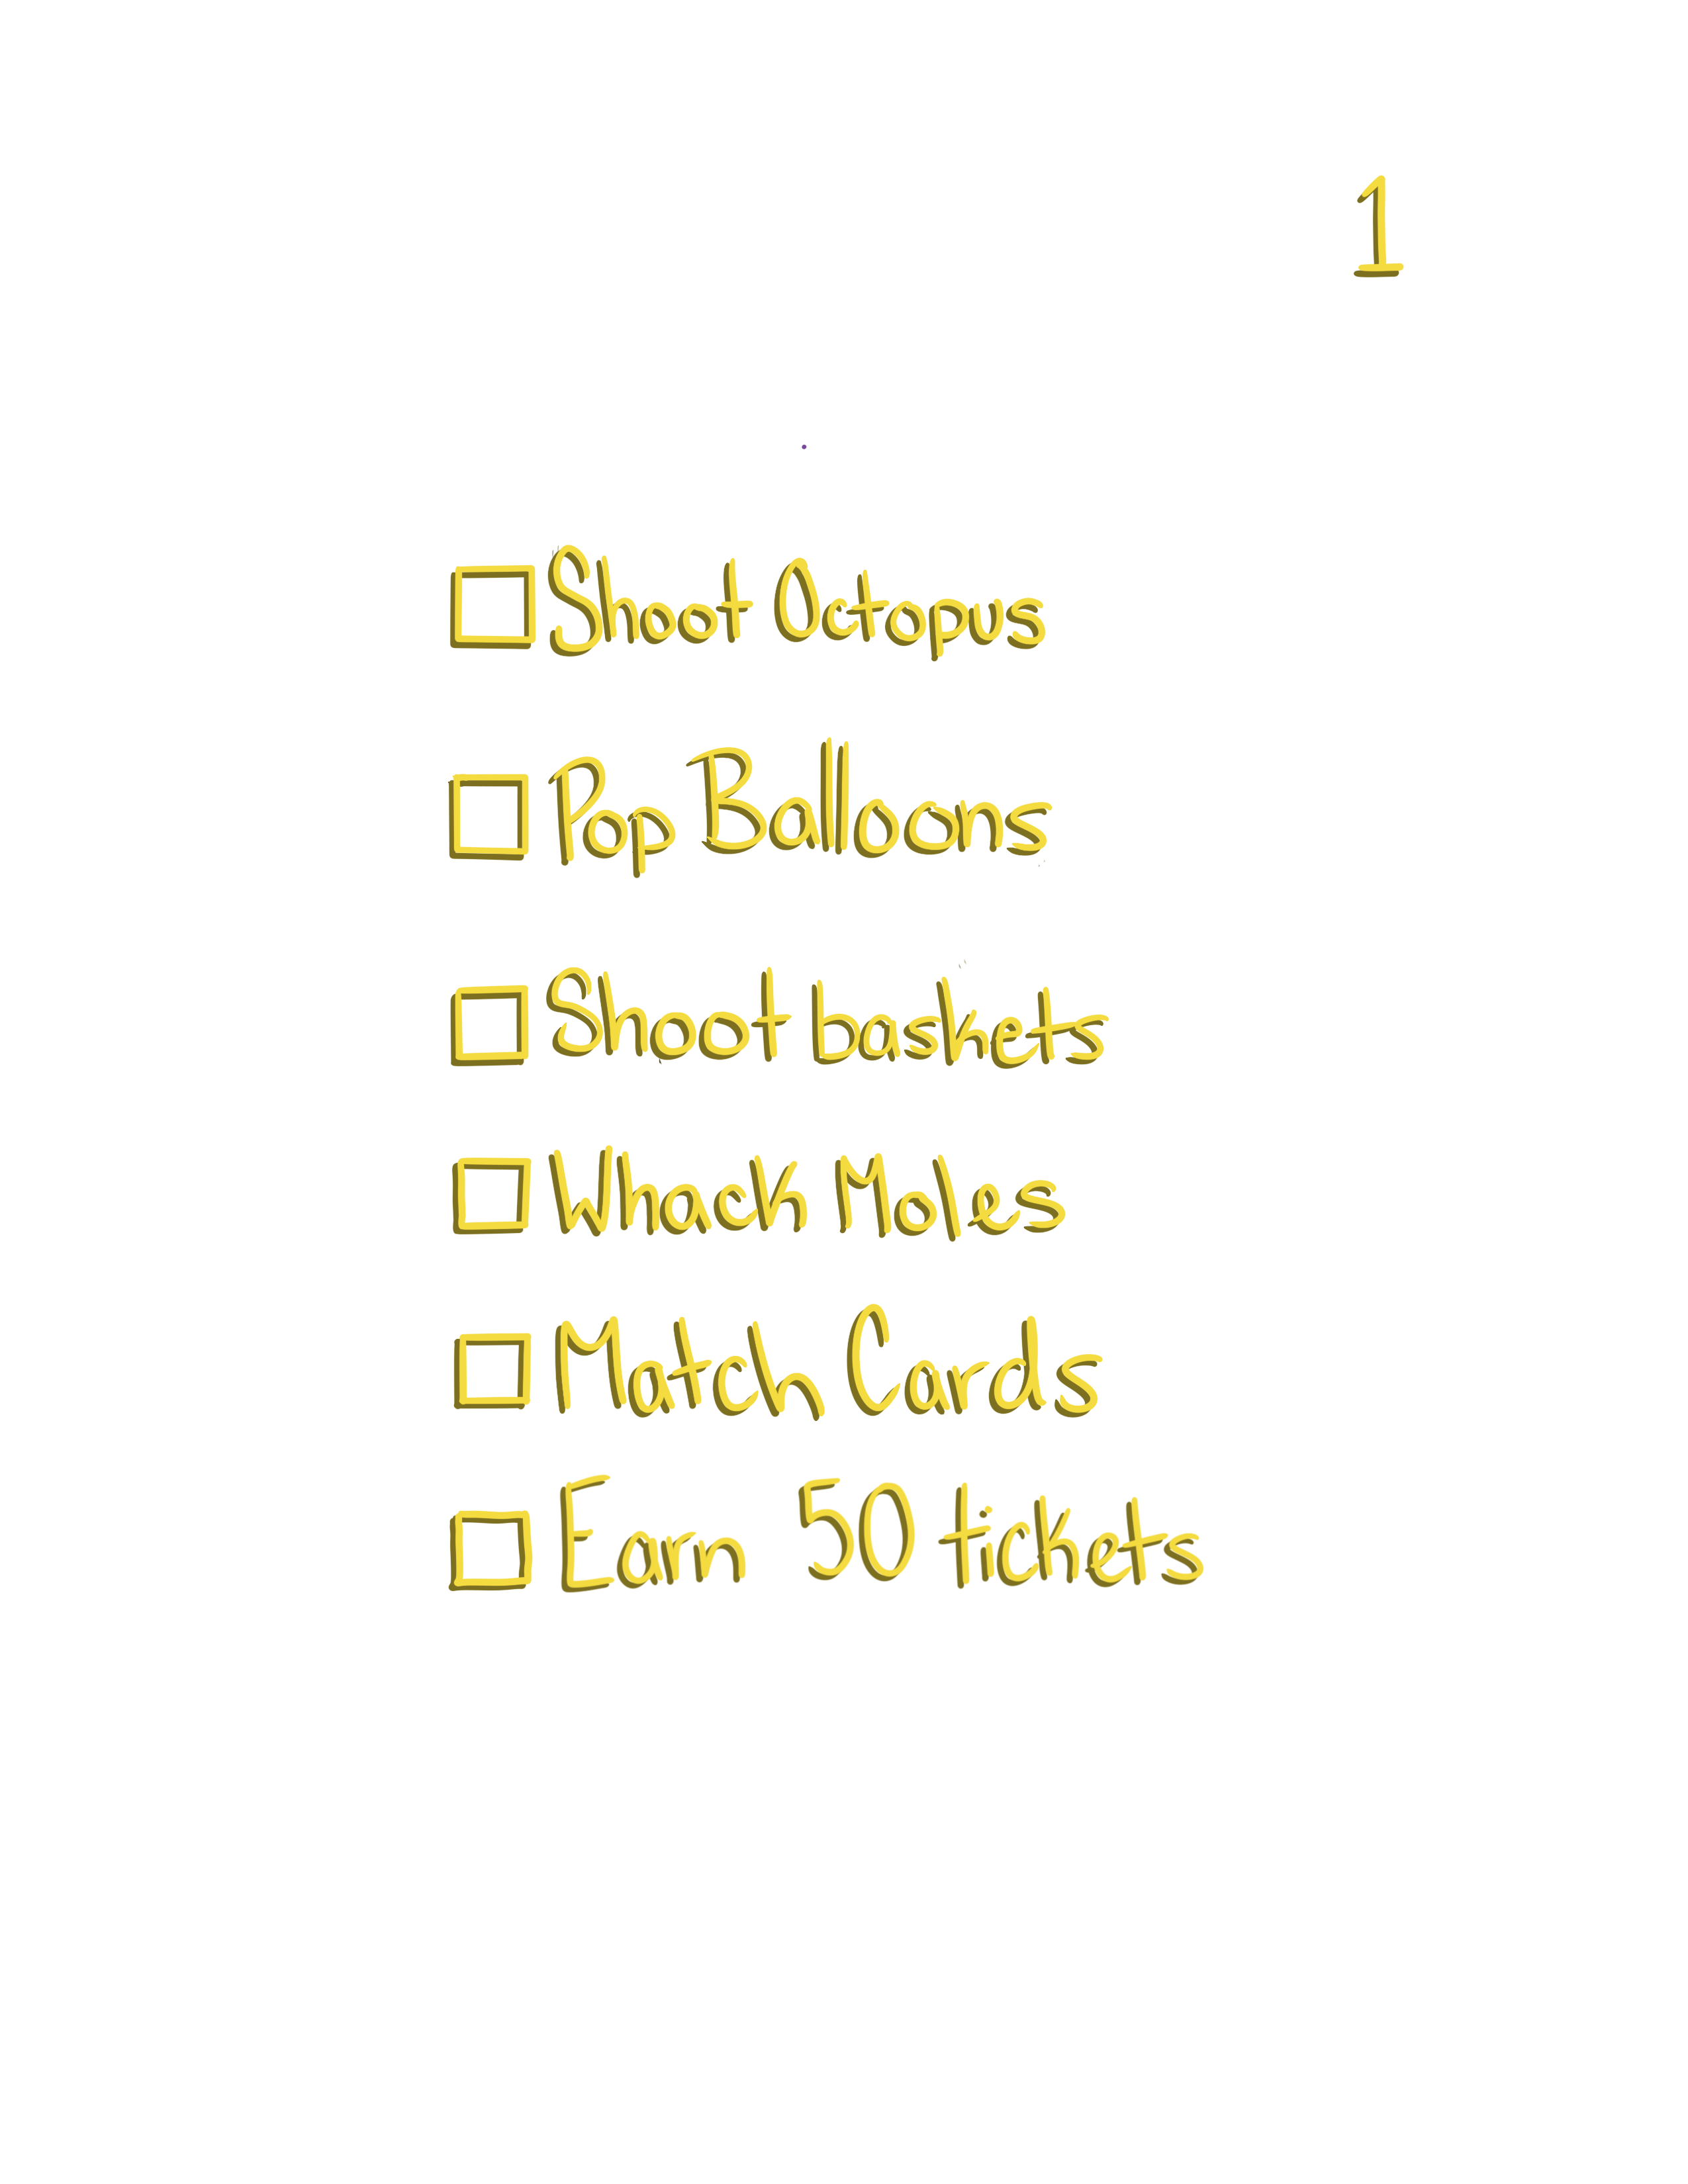 1
Shoot Octopus
Pop Balloons
Shoot baskets
Whack Moles
Match Cards
Earn 50 tickets